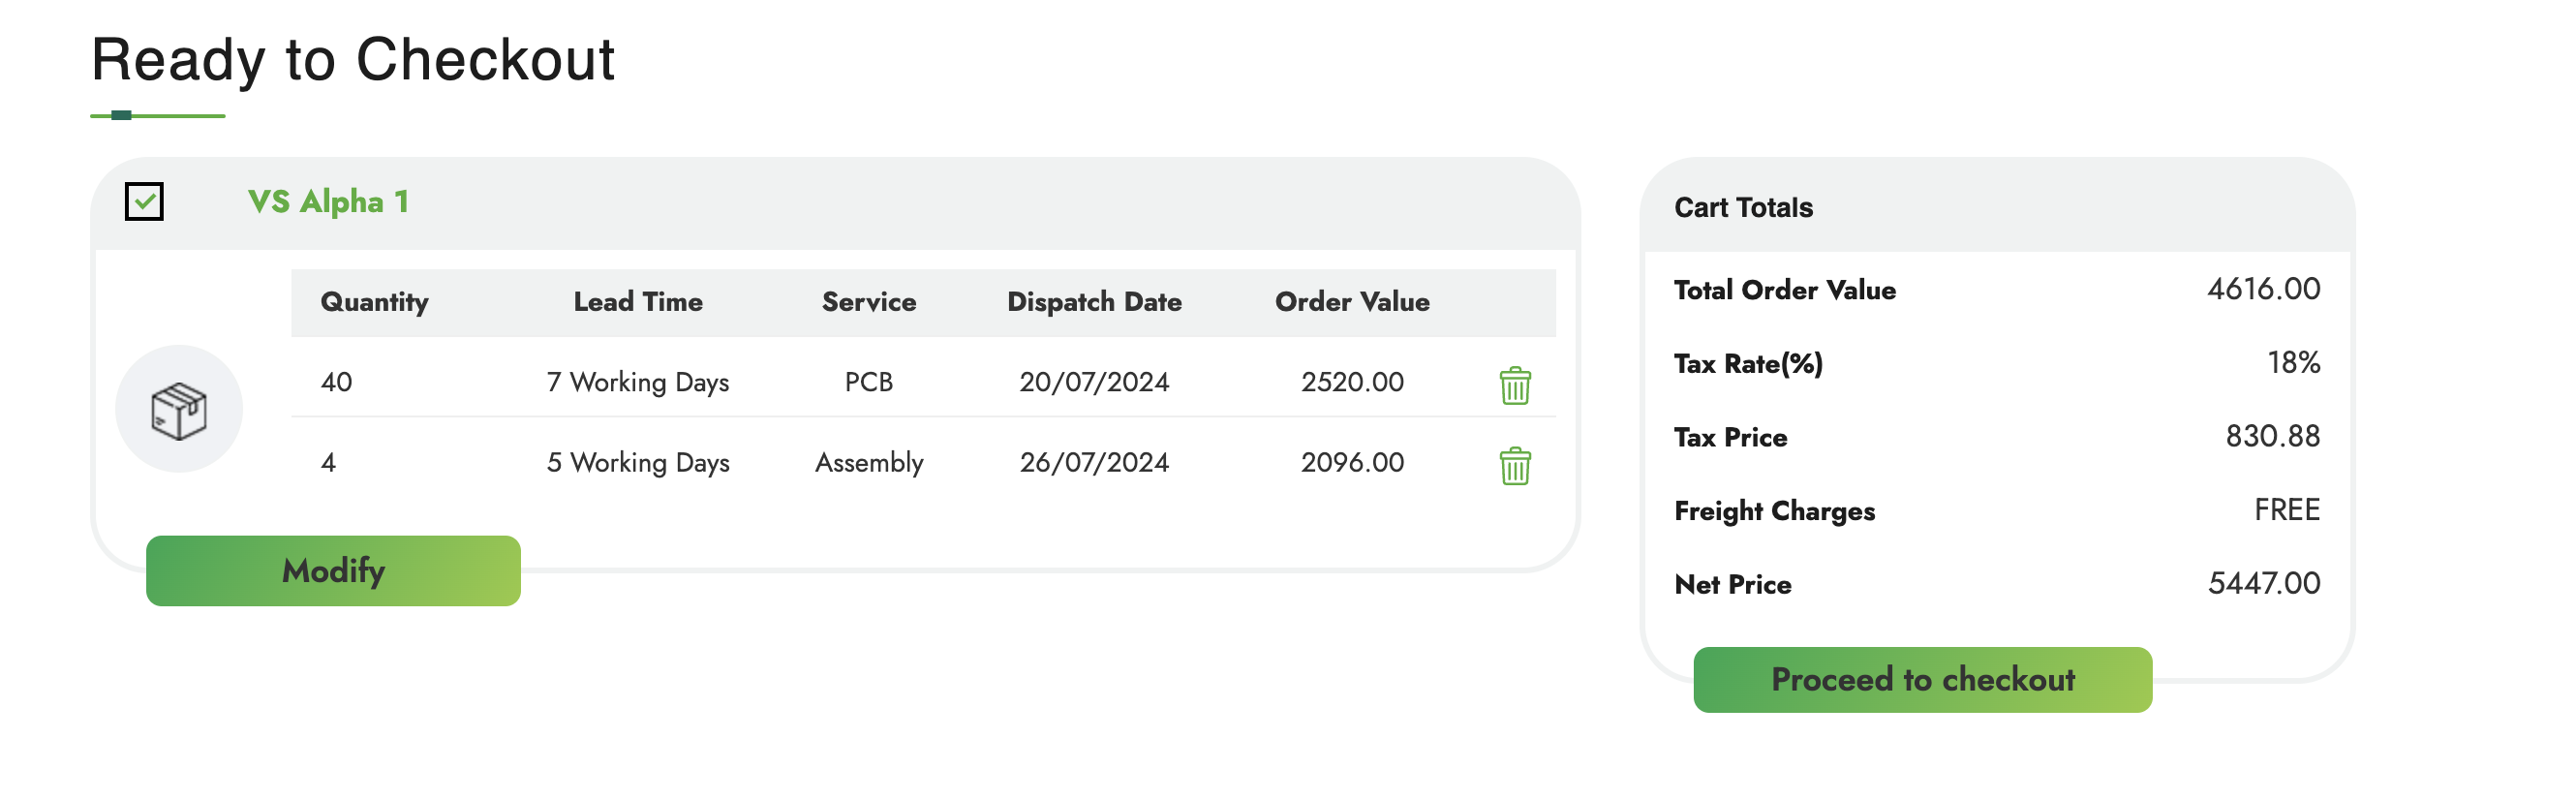 Ready to Checkout
VS Alpha 1
Quantity Lead Time Service Dispatch Date Order Value
40 7 Working Days PCB 20/07/2024 2520.00
4 5 Working Days Assembly 26/07/2024 2096.00
Modify
Cart Totals
Total Order Value 4616.00
Tax Rate(%) 18%
Tax Price 830.88
Freight Charges FREE
Net Price 5447.00
Proceed to checkout